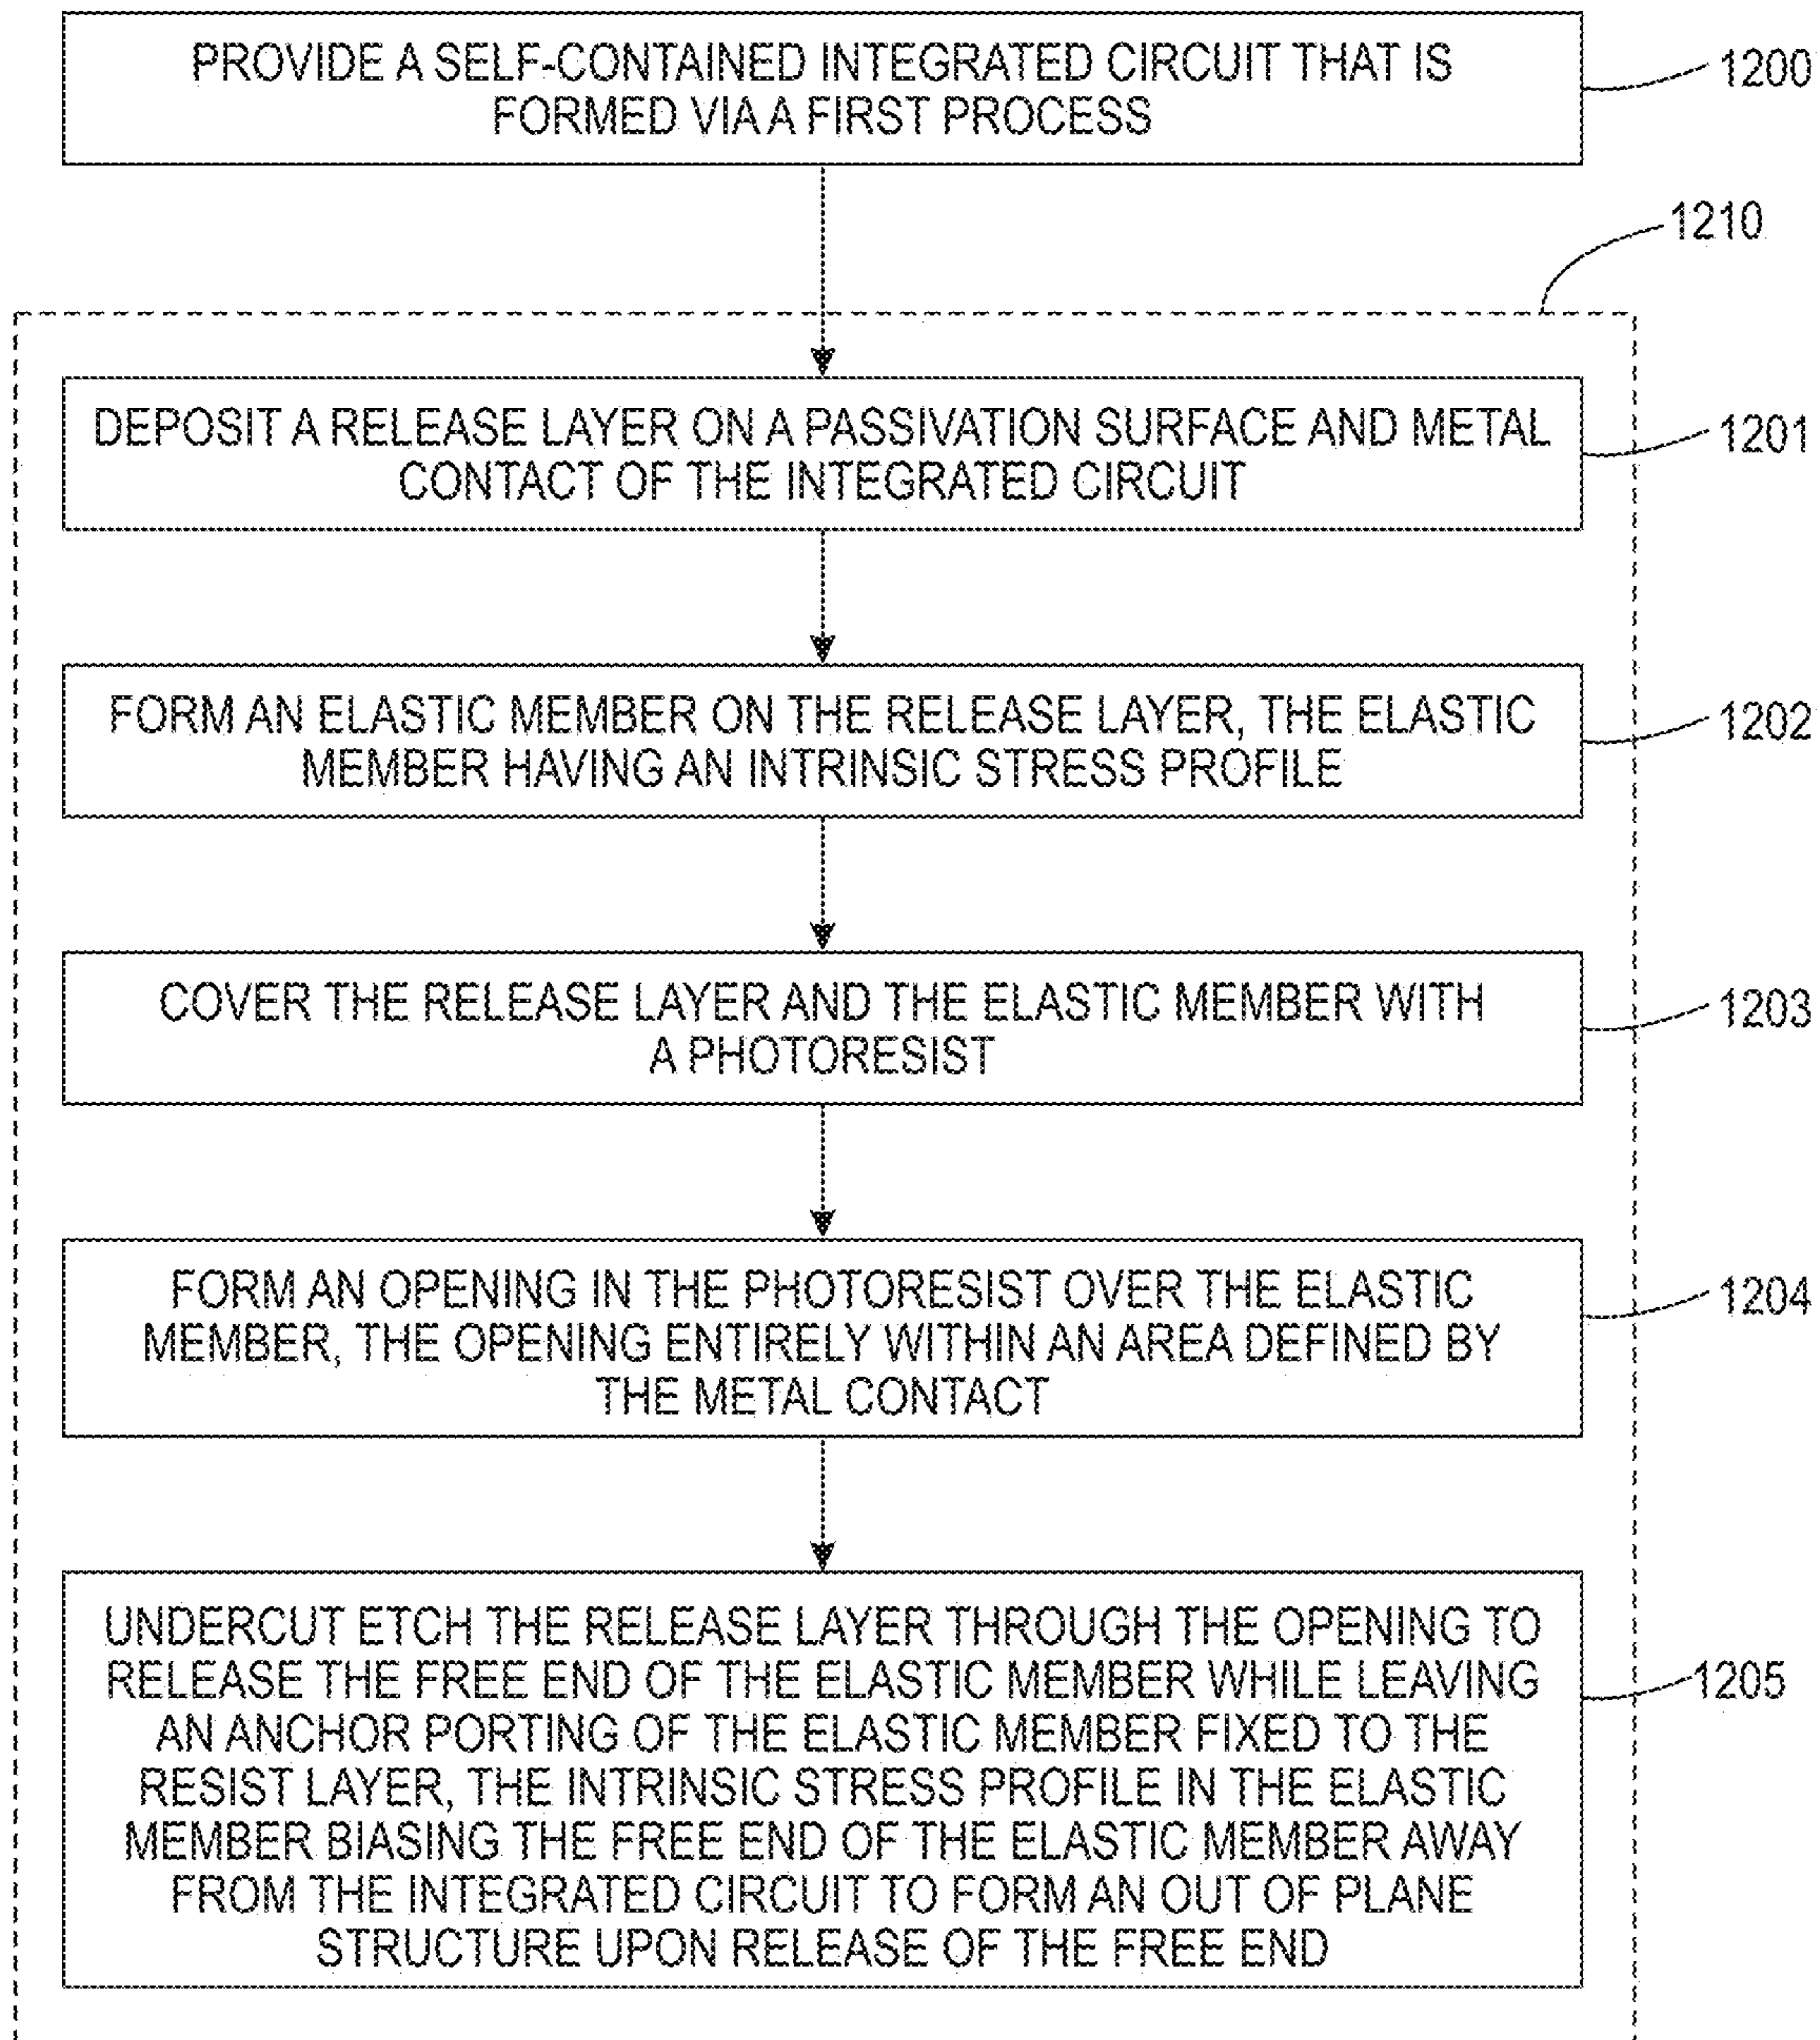 PROVIDE A SELF-CONTAINED INTEGRATED CIRCUIT THAT IS
FORMED VIA A FIRST PROCESS
1200
1210
DEPOSIT A RELEASE LAYER ON A PASSIVATION SURFACE AND METAL
CONTACT OF THE INTEGRATED CIRCUIT
1201
FORM AN ELASTIC MEMBER ON THE RELEASE LAYER, THE ELASTIC
MEMBER HAVING AN INTRINSIC STRESS PROFILE
1202
COVER THE RELEASE LAYER AND THE ELASTIC MEMBER WITH
A PHOTORESIST
1203
FORM AN OPENING IN THE PHOTORESIST OVER THE ELASTIC
MEMBER, THE OPENING ENTIRELY WITHIN AN AREA DEFINED BY
THE METAL CONTACT
1204
UNDERCUT ETCH THE RELEASE LAYER THROUGH THE OPENING TO
RELEASE THE FREE END OF THE ELASTIC MEMBER WHILE LEAVING
AN ANCHOR PORTING OF THE ELASTIC MEMBER FIXED TO THE
RESIST LAYER, THE INTRINSIC STRESS PROFILE IN THE ELASTIC
MEMBER BIASING THE FREE END OF THE ELASTIC MEMBER AWAY
FROM THE INTEGRATED CIRCUIT TO FORM AN OUT OF PLANE
STRUCTURE UPON RELEASE OF THE FREE END
1205